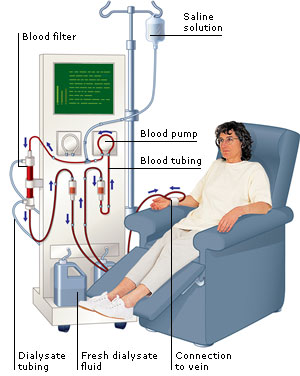 Saline
solution
Blood filter
Blood pump
Blood tubing
Dialysate
tubing
Fresh dialysate
fluid
Connection
to vein